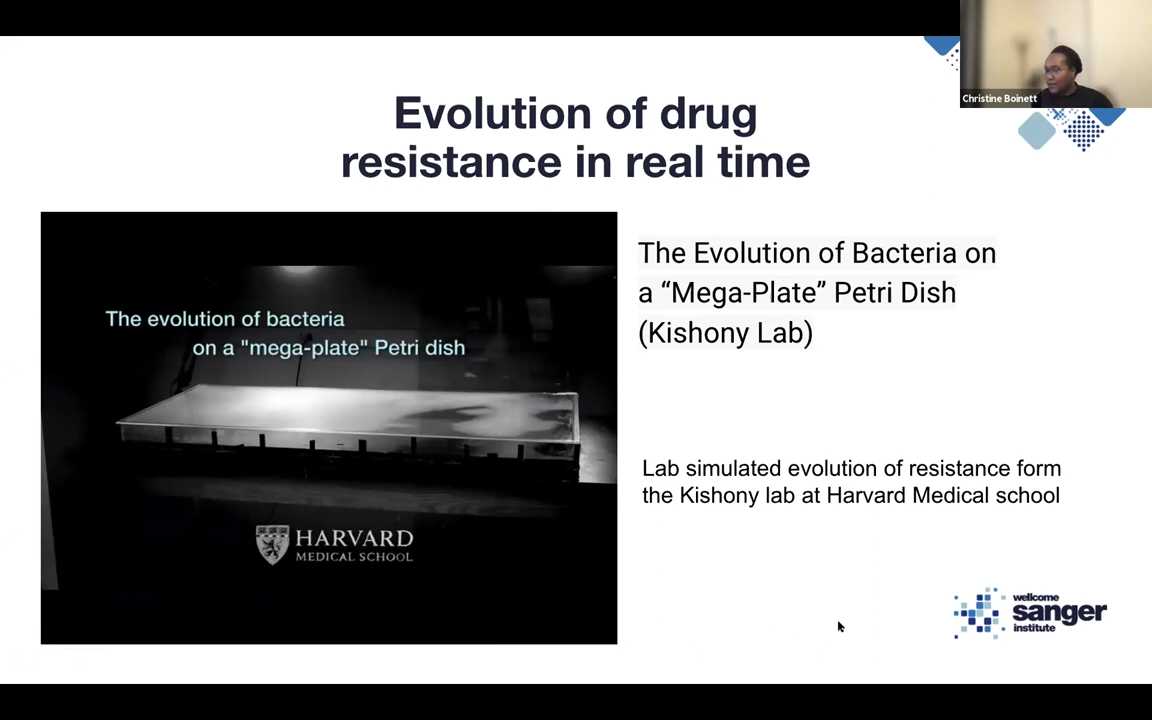 Christine Boinett
Evolution of drug
resistance in real time
The evolution of bacteria
on a "mega-plate" Petri dish
HARVARD
MEDICAL SCHOOL
The Evolution of Bacteria on
a “Mega-Plate” Petri Dish
(Kishony Lab)
Lab simulated evolution of resistance form
the Kishony lab at Harvard Medical school
wellcome
sanger
institute